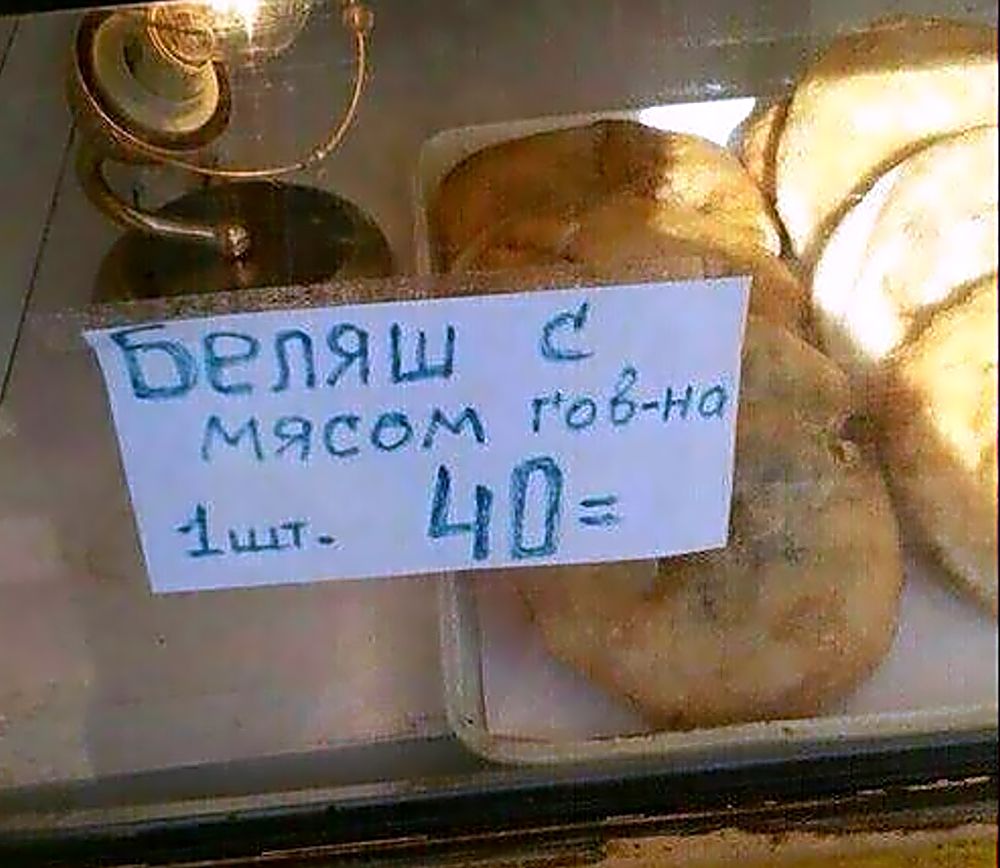 Беляш с
мясом гов-на
1шт. 40=